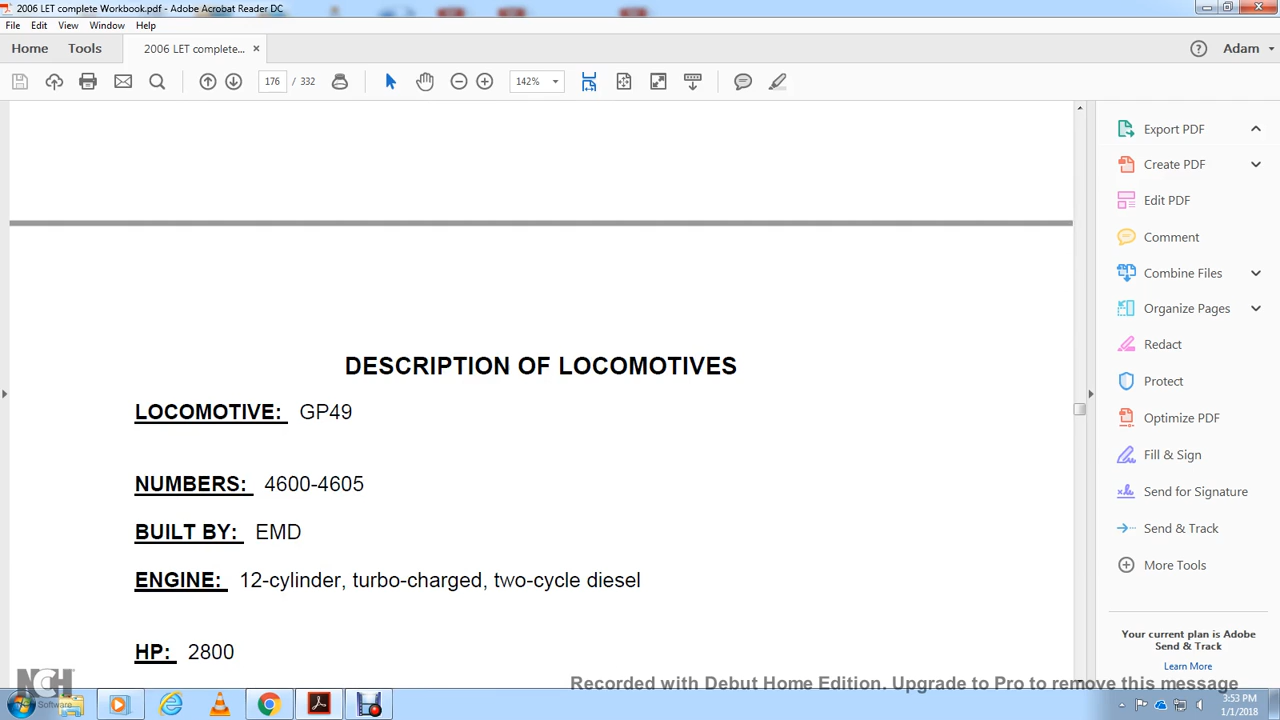 2006 LET complete Workbook.pdf - Adobe Acrobat Reader DC
File Edit View Window Help
Home Tools 2006 LET complete... × Adam
176 / 332 142%
Export PDF
Create PDF
Edit PDF
Comment
Combine Files
Organize Pages
Redact
Protect
Optimize PDF
Fill & Sign
Send for Signature
Send & Track
More Tools
Your current plan is Adobe
Send & Track
Learn More
DESCRIPTION OF LOCOMOTIVES
LOCOMOTIVE: GP49
NUMBERS: 4600-4605
BUILT BY: EMD
ENGINE: 12-cylinder, turbo-charged, two-cycle diesel
HP: 2800
NCH
Software
Recorded with Debut Home Edition. Upgrade to Pro to remove this message
3:53 PM
1/1/2018